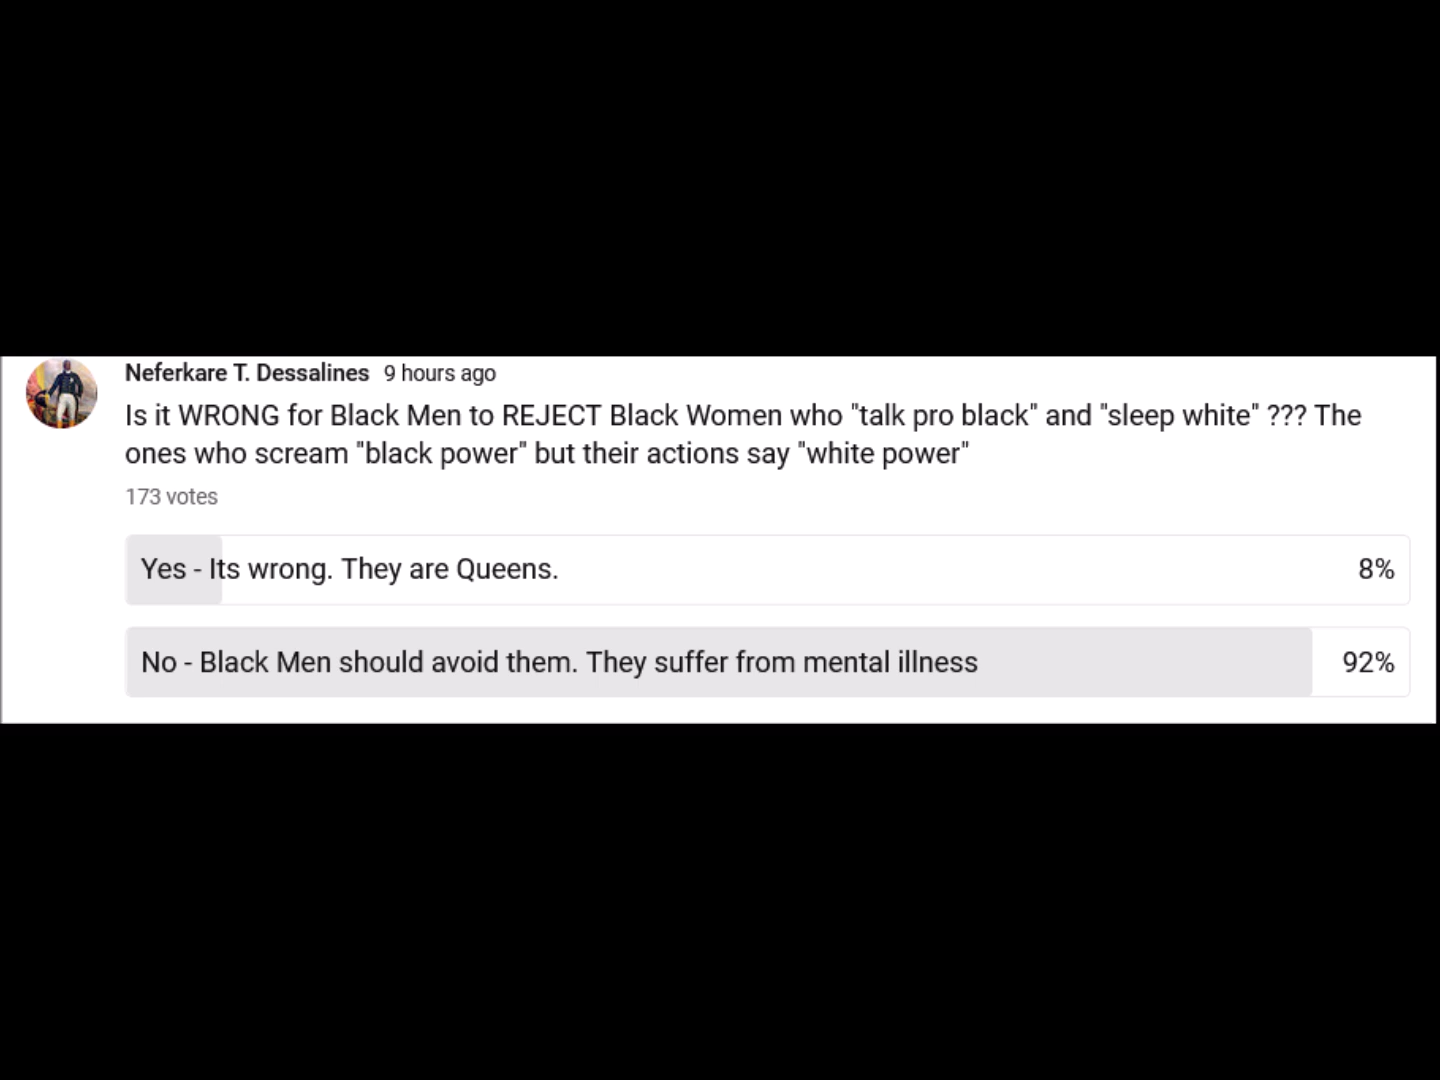 Neferkare T. Dessalines 9 hours ago
Is it WRONG for Black Men to REJECT Black Women who "talk pro black" and "sleep white" ??? The
ones who scream "black power" but their actions say "white power"
173 votes
Yes - Its wrong. They are Queens. 8%
No - Black Men should avoid them. They suffer from mental illness 92%